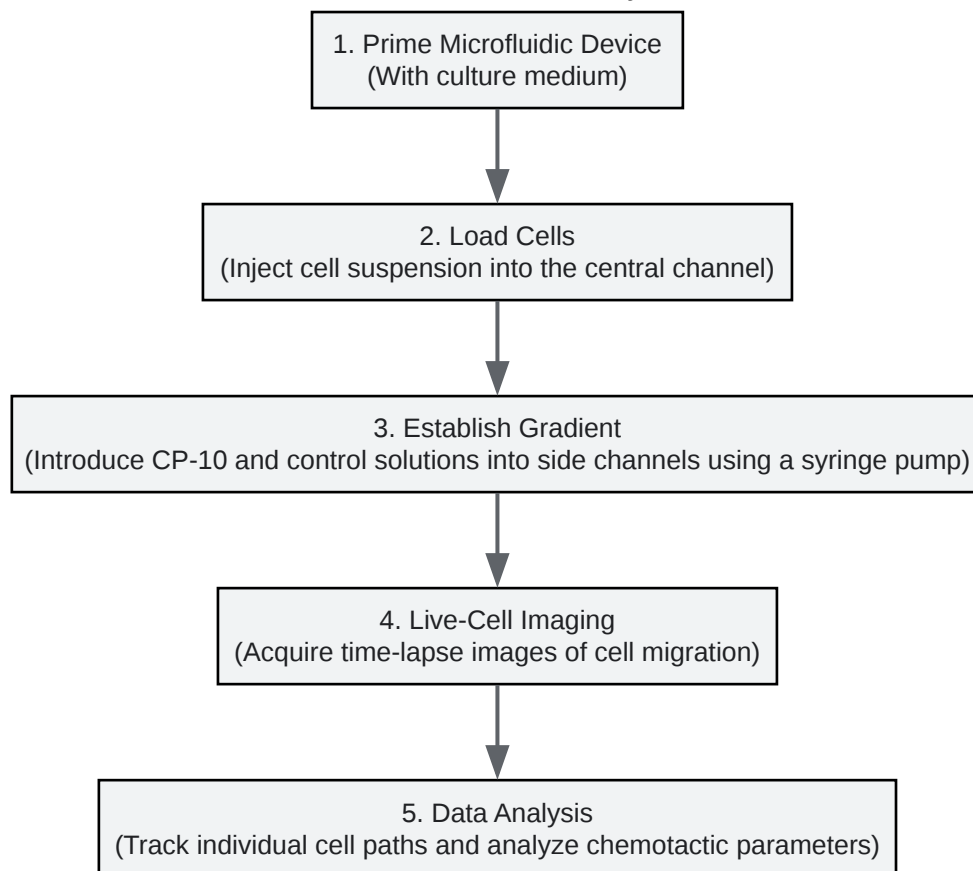 1. Prime Microfluidic Device
(With culture medium)
2. Load Cells
(Inject cell suspension into the central channel)
3. Establish Gradient
(Introduce CP-10 and control solutions into side channels using a syringe pump)
4. Live-Cell Imaging
(Acquire time-lapse images of cell migration)
5. Data Analysis
(Track individual cell paths and analyze chemotactic parameters)